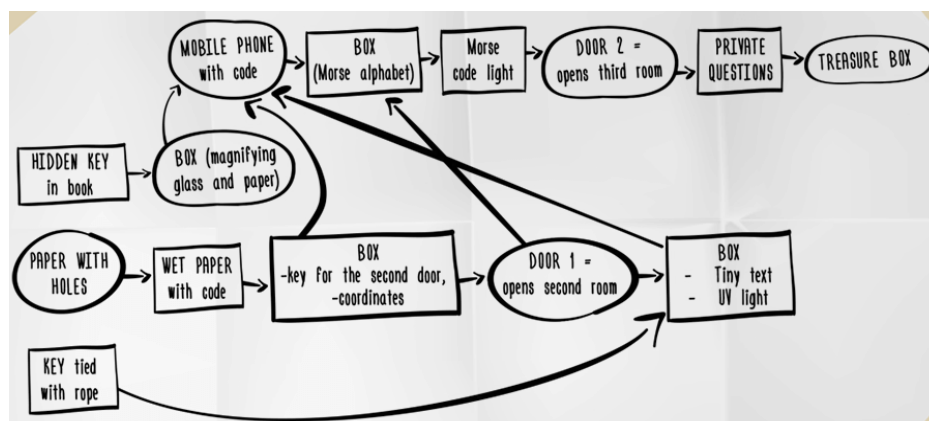 MOBILE PHONE
with code
BOX
(Morse alphabet)
Morse
code light
DOOR 2 =
opens third room
PRIVATE
QUESTIONS
TREASURE BOX
HIDDEN KEY
in book
BOX (magnifying
glass and paper)
PAPER WITH
HOLES
WET PAPER
with code
BOX
-key for the second door,
-coordinates
DOOR 1 =
opens second room
BOX
- Tiny text
- UV light
KEY tied
with rope